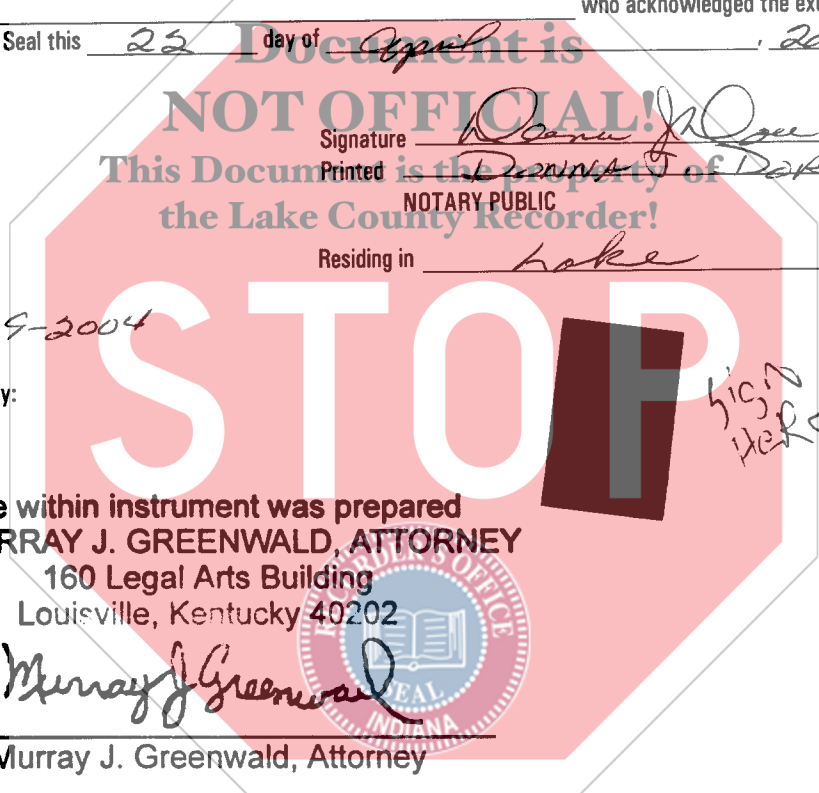 who acknowledged the
Seal this 22 day of April, 20
Document is
NOT OFFICIAL!
Signature
This Document is the property of
Printed DONNA J.
the Lake County Recorder!
NOTARY PUBLIC
Residing in Lake
-2004
STOP
y:
SIGN
HERE
within instrument was prepared
RRAY J. GREENWALD, ATTORNEY
160 Legal Arts Building
Louisville, Kentucky 40202
RECORDER'S OFFICE
SEAL
INDIANA
Murray J Greenwald
Murray J. Greenwald, Attorney